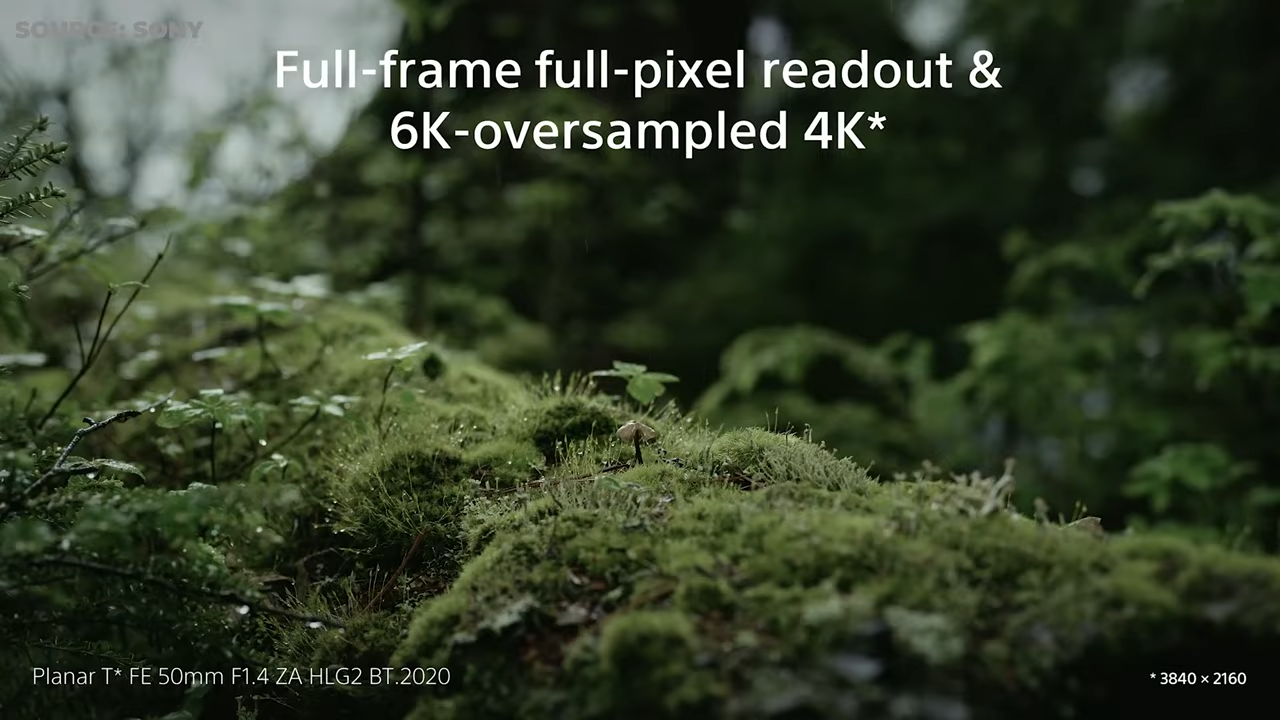 SOURCE: SONY
Full-frame full-pixel readout &
6K-oversampled 4K*
Planar T* FE 50mm F1.4 ZA HLG2 BT.2020
* 3840 × 2160